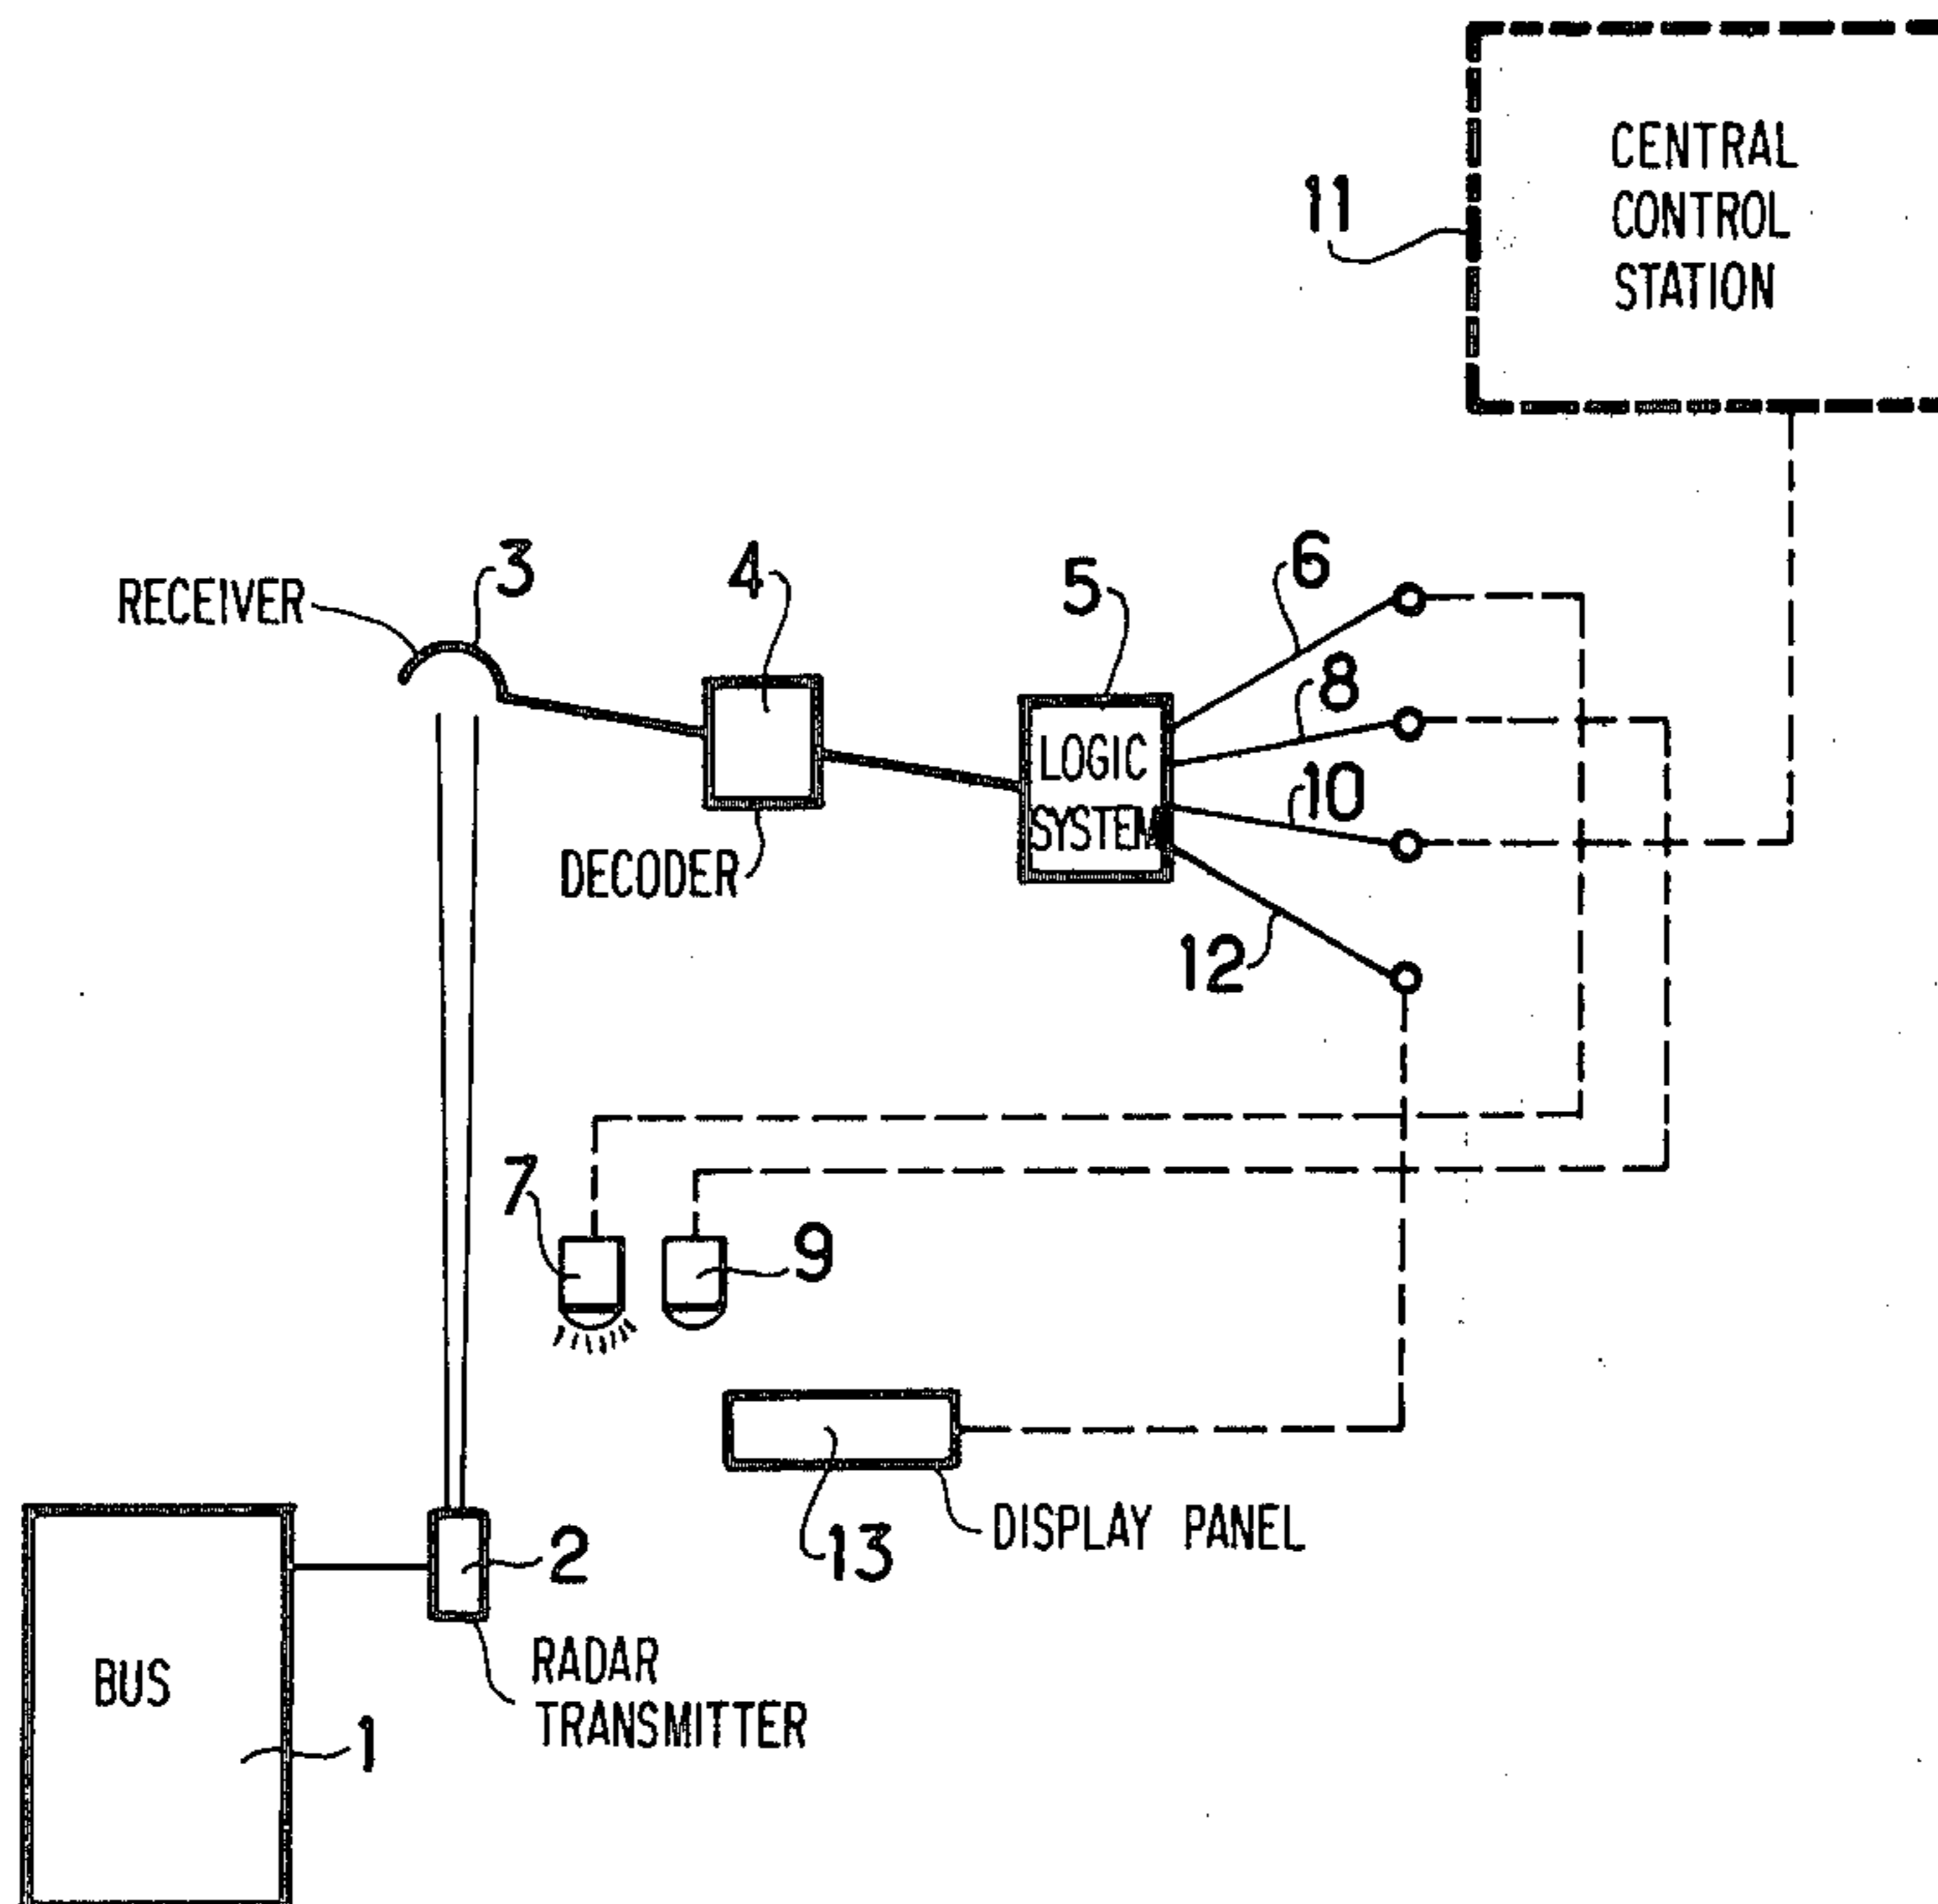 CENTRAL
CONTROL
STATION
11
RECEIVER
3
4
5
6
8
10
12
LOGIC
SYSTEM
DECODER
7
9
13
DISPLAY PANEL
2
RADAR
TRANSMITTER
BUS
1